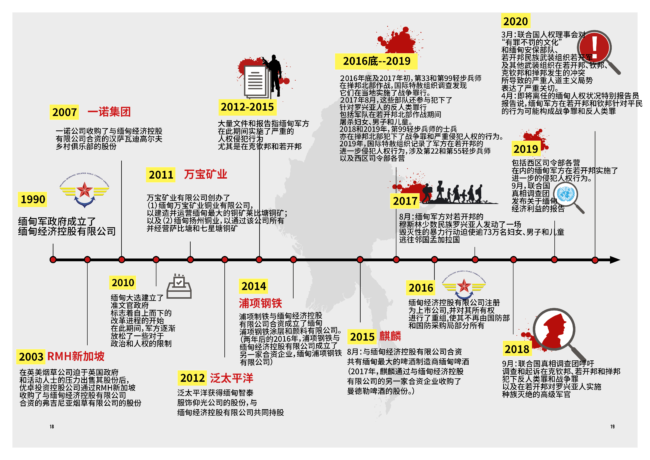 1990
缅甸军政府成立了
缅甸经济控股有限公司
2003 RMH新加坡
在英美烟草公司迫于英国政府
和活动人士的压力出售其股份后，
优卓投资控股公司通过RMH新加坡
收购了与缅甸经济控股有限公司
合资的弗吉尼亚烟草有限公司的股份
2007 一诺集团
一诺公司收购了与缅甸经济控股
有限公司合资的汉萨瓦迪高尔夫
乡村俱乐部的股份
2010
缅甸大选建立了
准文官政府
标志着自上而下的
改革进程的开始
在此期间，军方逐渐
放松了一些对于
政治和人权的限制
2011 万宝矿业
万宝矿业有限公司创办了
（1）缅甸万宝矿业铜业有限公司，
以建造并运营缅甸最大的铜矿莱比塘铜矿；
以及（2）缅甸扬州铜业，以通过该公司所有
并经营萨比塘和七星塘铜矿
2012 泛太平洋
泛太平洋获得缅甸智泰
服饰仰光公司的股份，与
缅甸经济控股有限公司共同持股
2012-2015
大量文件和报告指缅甸军方
在此期间实施了严重的
人权侵犯行为
尤其是在克钦邦和若开邦
2014
浦项钢铁
浦项制铁与缅甸经济控股
有限公司合资成立了缅甸
浦项钢铁涂层和颜料有限公司。
（两年后的2016年，浦项钢铁与
缅甸经济控股有限公司成立了
另一家合资企业，缅甸浦项钢铁
有限公司）
2015 麒麟
8月：与缅甸经济控股有限公司合资
共有缅甸最大的啤酒制造商缅甸啤酒
（2017年，麒麟通过与缅甸经济控股
有限公司的另一家合资企业收购了
曼德勒啤酒的股份。）
2016
缅甸经济控股有限公司注册
为上市公司，并对其所有权
进行了重组，使其不再由国防部
和国防采购局部分所有
2016底--2019
2016年底及2017年初，第33和第99轻步兵师
在掸邦北部作战，国际特赦组织调查发现
它们在当地实施了战争罪行。
2017年8月，这些部队还参与犯下了
针对罗兴亚人的反人类罪行
包括军队在若开邦北部作战期间
屠杀妇女，男子和儿童。
2018和2019年，第99轻步兵师的士兵
亦在掸邦北部犯下了战争罪和严重侵犯人权的行为。
2019年，国际特赦组织记录了军方在若开邦的
进一步侵犯人权行为，涉及第22和第55轻步兵师
以及西区司令部各营
2017
8月：缅甸军方对若开邦的
穆斯林少数民族罗兴亚人发动了一场
毁灭性的暴力行动迫使逾73万名妇女、男子和儿童
逃往邻国孟加拉国
2018
9月：联合国真相调查团呼吁
调查和起诉在克钦邦、若开邦和掸邦
犯下反人类罪和战争罪
以及在若开邦对罗兴亚人实施
种族灭绝的高级军官
2019
包括西区司令部各营
在内的缅甸军方在若开邦实施了
进一步的侵犯人权行为。
9月，联合国
真相调查团
发布关于缅甸
经济利益的报告
2020
3月：联合国人权理事会对
“有罪不罚的文化”
和缅甸安保部队、
若开邦民族武装组织若开军
及其他武装组织在若开邦、钦邦、
克钦邦和掸邦发生的冲突
所导致的严重人道主义局势
表达了严重关切。
4月：即将离任的缅甸人权状况特别报告员
报告说，缅甸军方在若开邦和钦邦针对平民
的行为可能构成战争罪和反人类罪
18
19